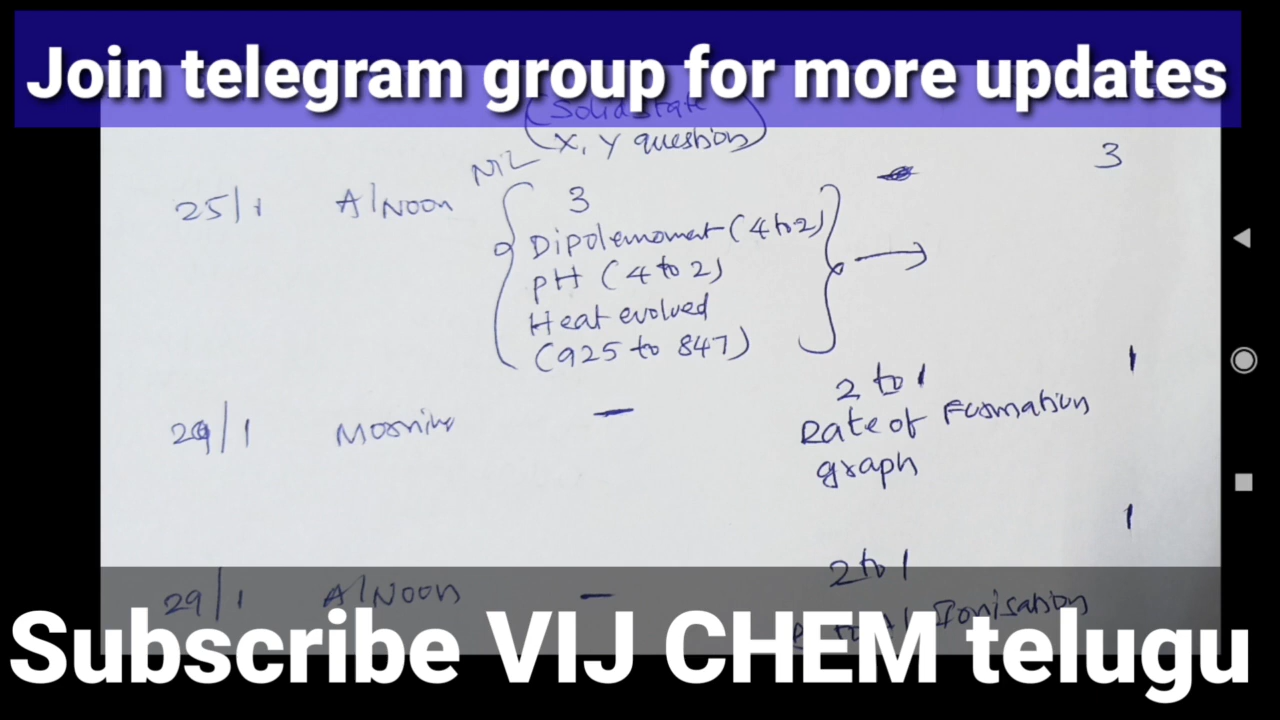 Join telegram group for more updates
(Solid state
X, Y question)
NIL
3
25/1 A/Noon 3
Dipolemoment (4 to 2)
pH (4 to 2)
Heat evolved
(925 to 847)
29/1 Morning – 2 to 1 1
Rate of Formation
graph
29/1 A/Noon – 2 to 1 1
Ionisation
Subscribe VIJ CHEM telugu